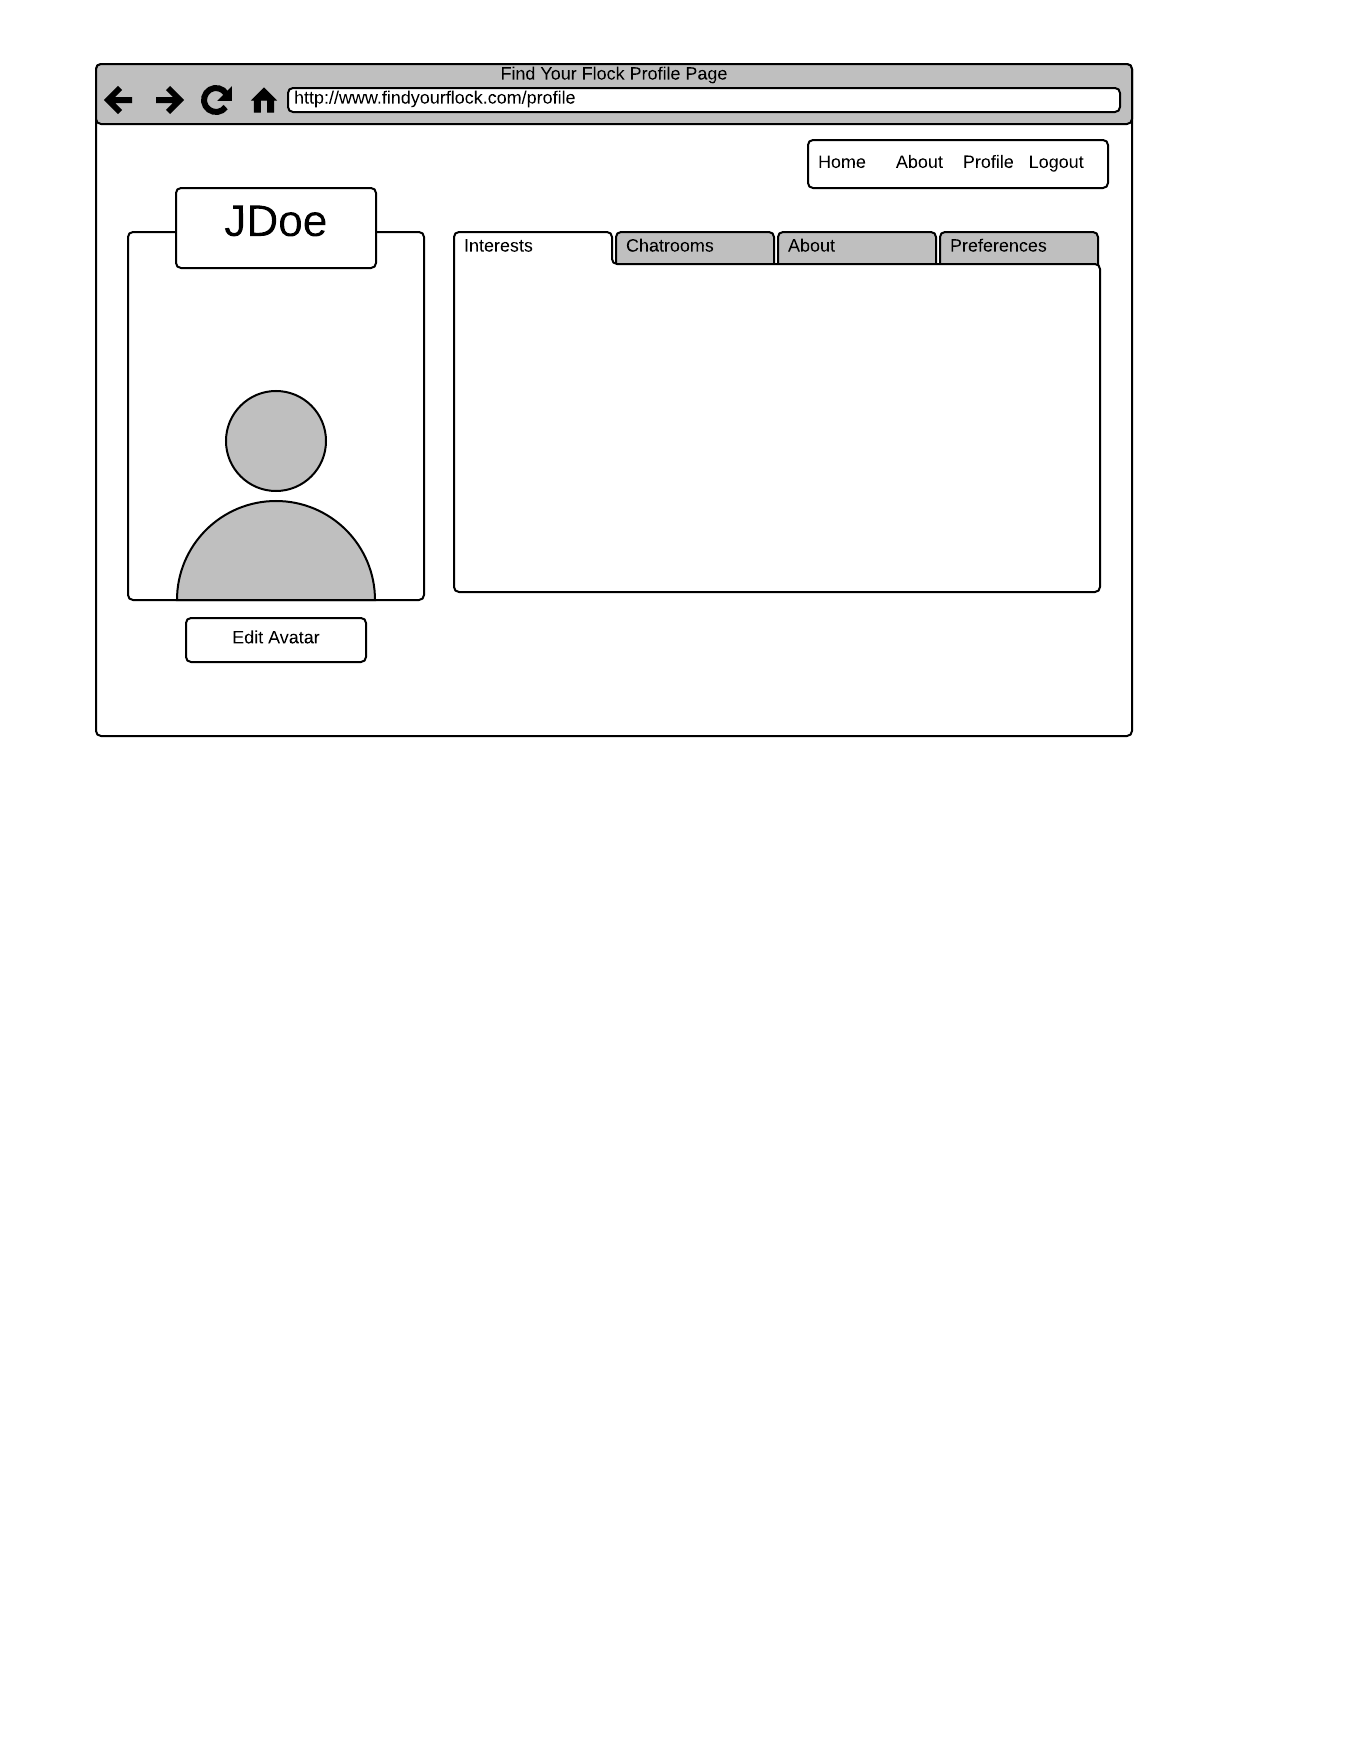 Find Your Flock Profile Page
http://www.findyourflock.com/profile
Home About Profile Logout
JDoe
Interests Chatrooms About Preferences
Edit Avatar